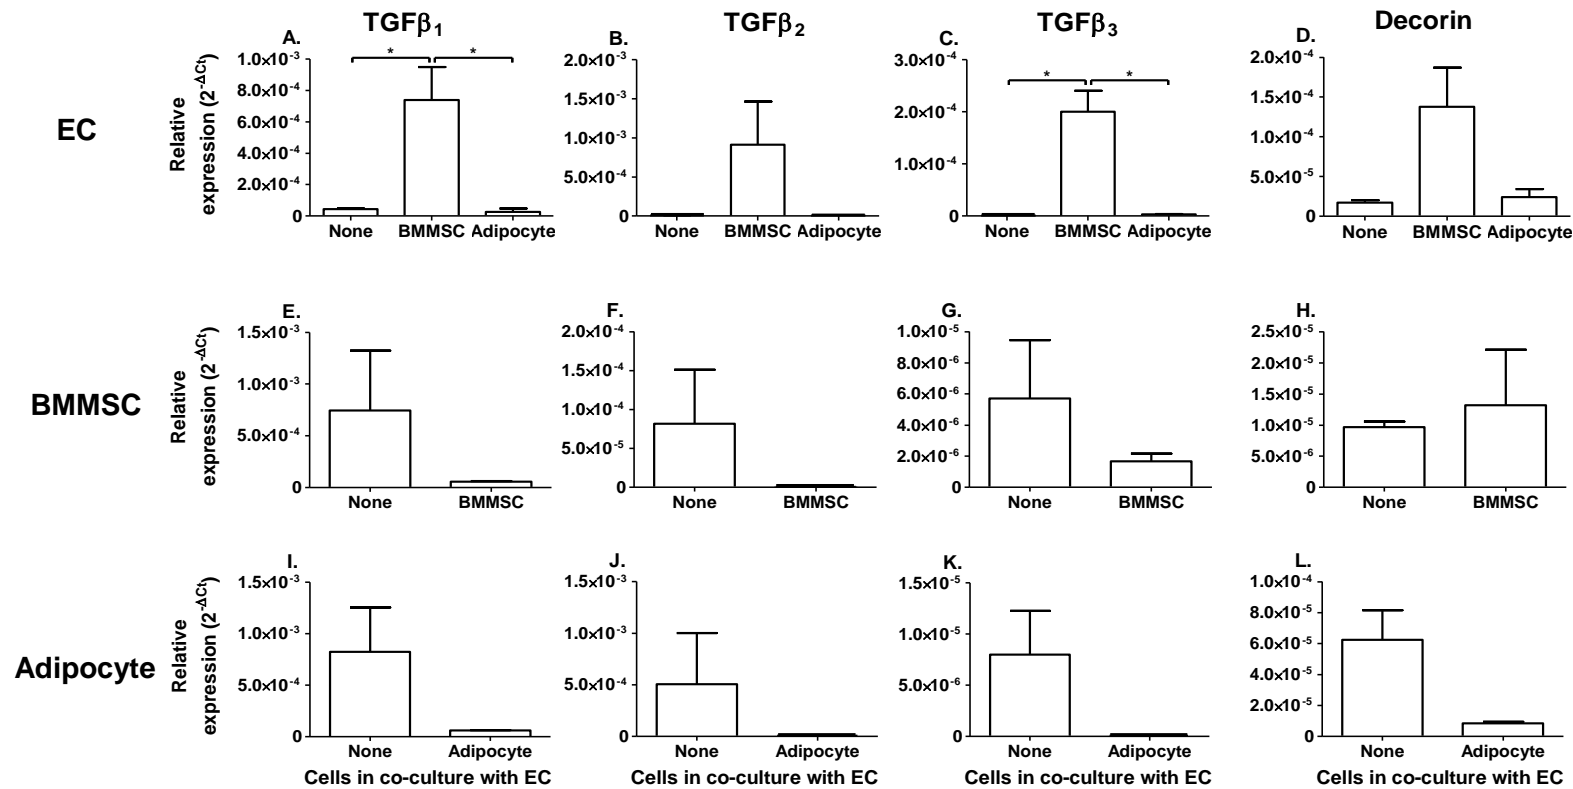 TGFβ1 TGFβ2 TGFβ3 Decorin
A. B. C. D.
EC
Relative expression (2^-ΔCt)
1.0×10^-3
8.0×10^-4
6.0×10^-4
4.0×10^-4
2.0×10^-4
0
* *
None BMMSC Adipocyte
2.0×10^-3
1.5×10^-3
1.0×10^-3
5.0×10^-4
0
None BMMSC Adipocyte
3.0×10^-4
2.0×10^-4
1.0×10^-4
0
* *
None BMMSC Adipocyte
2.0×10^-4
1.5×10^-4
1.0×10^-4
5.0×10^-5
0
None BMMSC Adipocyte
E. F. G. H.
BMMSC
Relative expression (2^-ΔCt)
1.5×10^-3
1.0×10^-3
5.0×10^-4
0
None BMMSC
2.0×10^-4
1.5×10^-4
1.0×10^-4
5.0×10^-5
0
None BMMSC
1.0×10^-5
8.0×10^-6
6.0×10^-6
4.0×10^-6
2.0×10^-6
0
None BMMSC
2.5×10^-5
2.0×10^-5
1.5×10^-5
1.0×10^-5
5.0×10^-6
0
None BMMSC
I. J. K. L.
Adipocyte
Relative expression (2^-ΔCt)
1.5×10^-3
1.0×10^-3
5.0×10^-4
0
None Adipocyte
Cells in co-culture with EC
1.5×10^-3
1.0×10^-3
5.0×10^-4
0
None Adipocyte
Cells in co-culture with EC
1.5×10^-5
1.0×10^-5
5.0×10^-6
0
None Adipocyte
Cells in co-culture with EC
1.0×10^-4
8.0×10^-5
6.0×10^-5
4.0×10^-5
2.0×10^-5
0
None Adipocyte
Cells in co-culture with EC